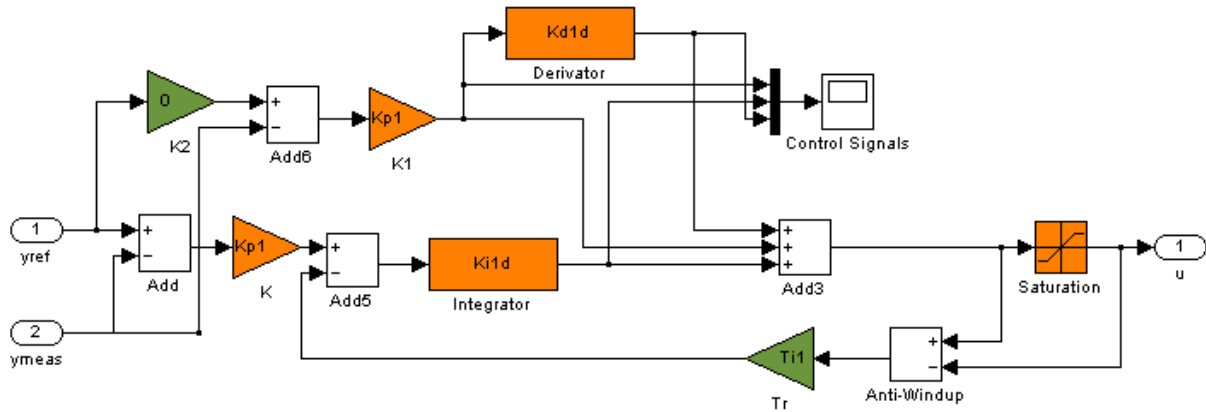 Kd1d
Derivator
0
+
−
Kp1
K2
Add6
K1
Control Signals
1
yref
+
−
Kp1
+
−
Ki1d
+
+
+
1
u
Add
K
Add5
Integrator
Add3
Saturation
2
ymeas
Ti1
+
−
Tr
Anti-Windup